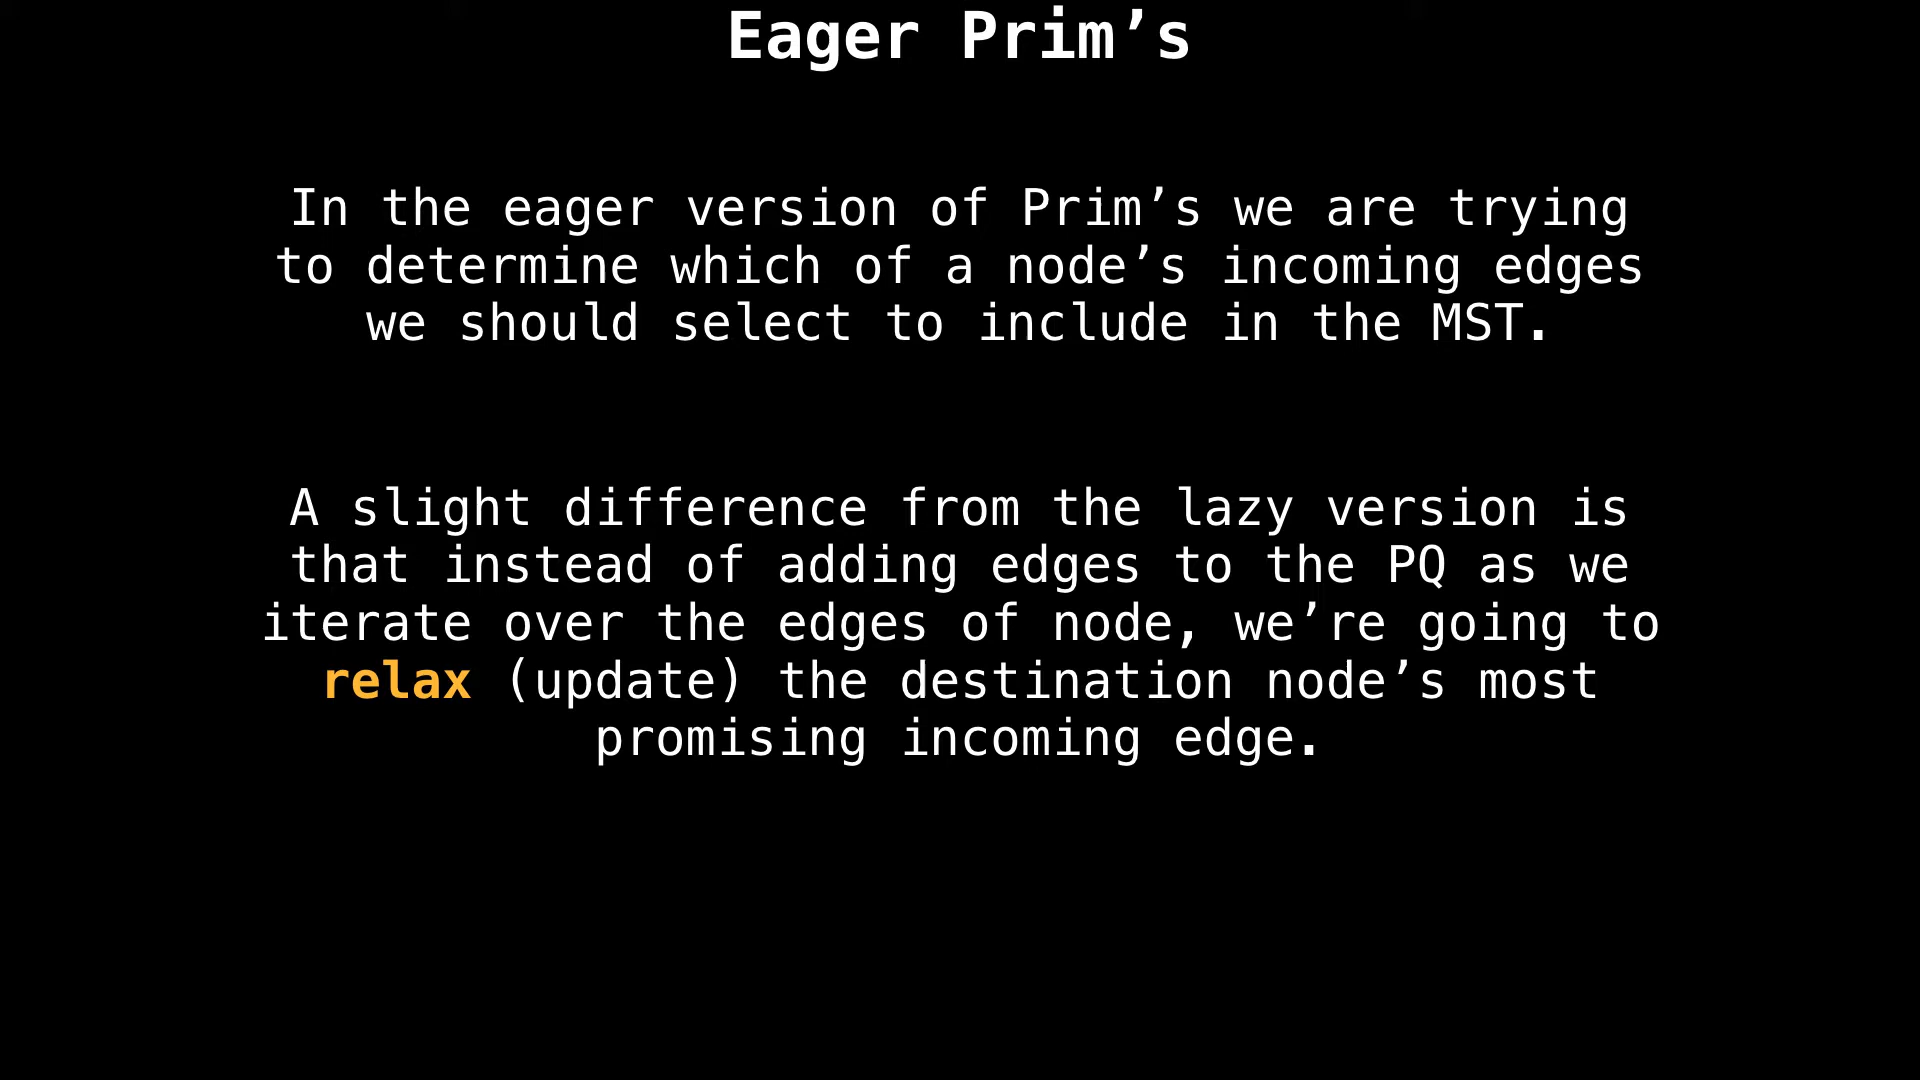 Eager Prim’s
In the eager version of Prim’s we are trying
to determine which of a node’s incoming edges
we should select to include in the MST.
A slight difference from the lazy version is
that instead of adding edges to the PQ as we
iterate over the edges of node, we’re going to
relax (update) the destination node’s most
promising incoming edge.